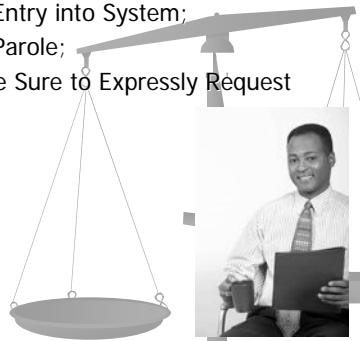 Entry into System;
Parole;
e Sure to Expressly Request